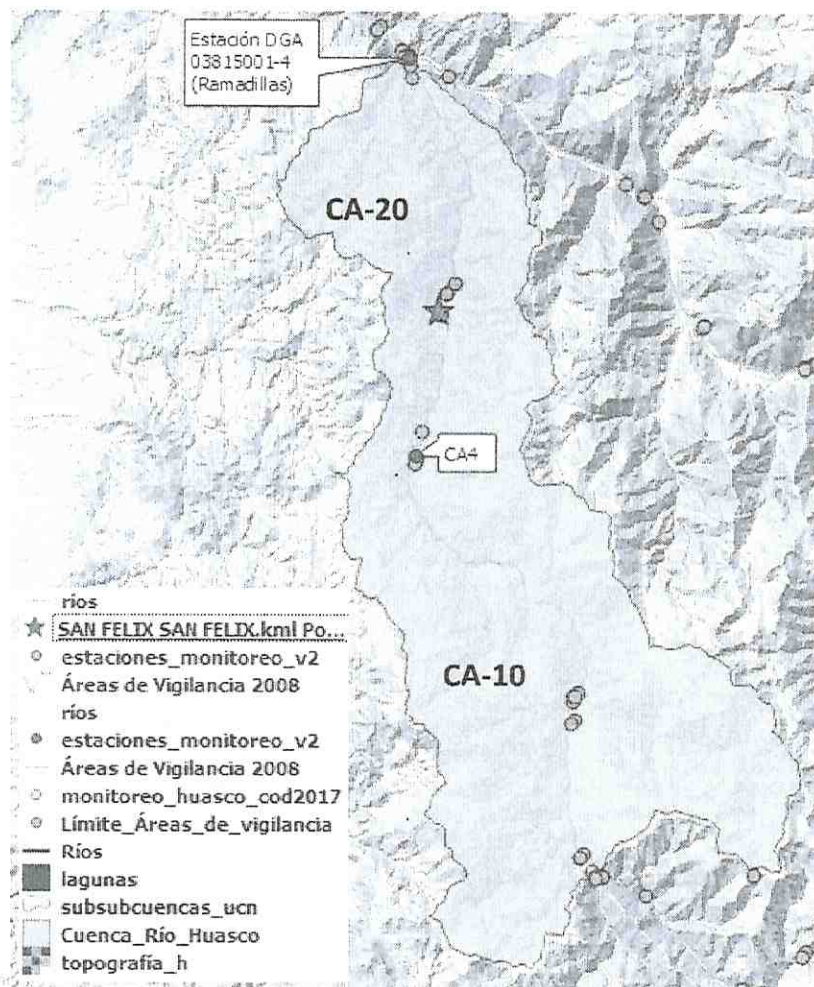 Estación DGA
03815001-4
(Ramadillas)
CA-20
CA4
CA-10
ríos
SAN FELIX SAN FELIX.kml Po...
estaciones_monitoreo_v2
Áreas de Vigilancia 2008
ríos
estaciones_monitoreo_v2
Áreas de Vigilancia 2008
monitoreo_huasco_cod2017
Límite_Áreas_de_vigilancia
Ríos
lagunas
subsubcuencas_ucn
Cuenca_Río_Huasco
topografía_h